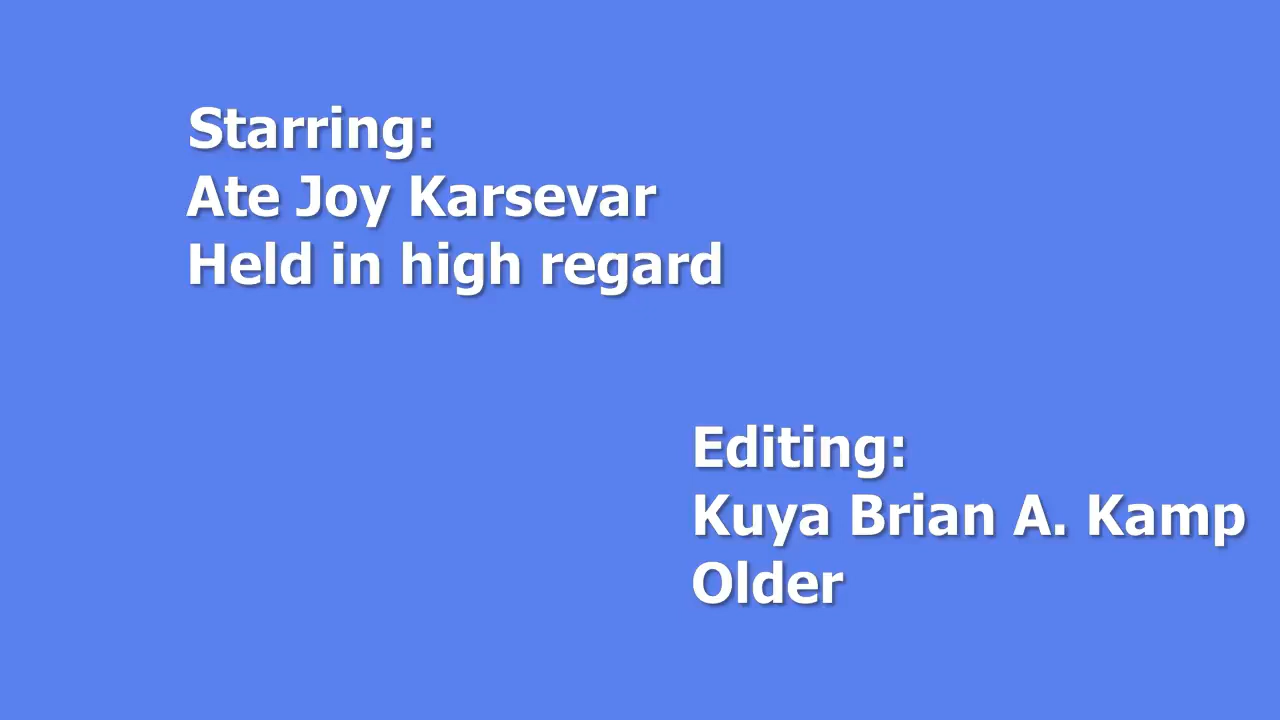 Starring:
Ate Joy Karsevar
Held in high regard
Editing:
Kuya Brian A. Kamp
Older